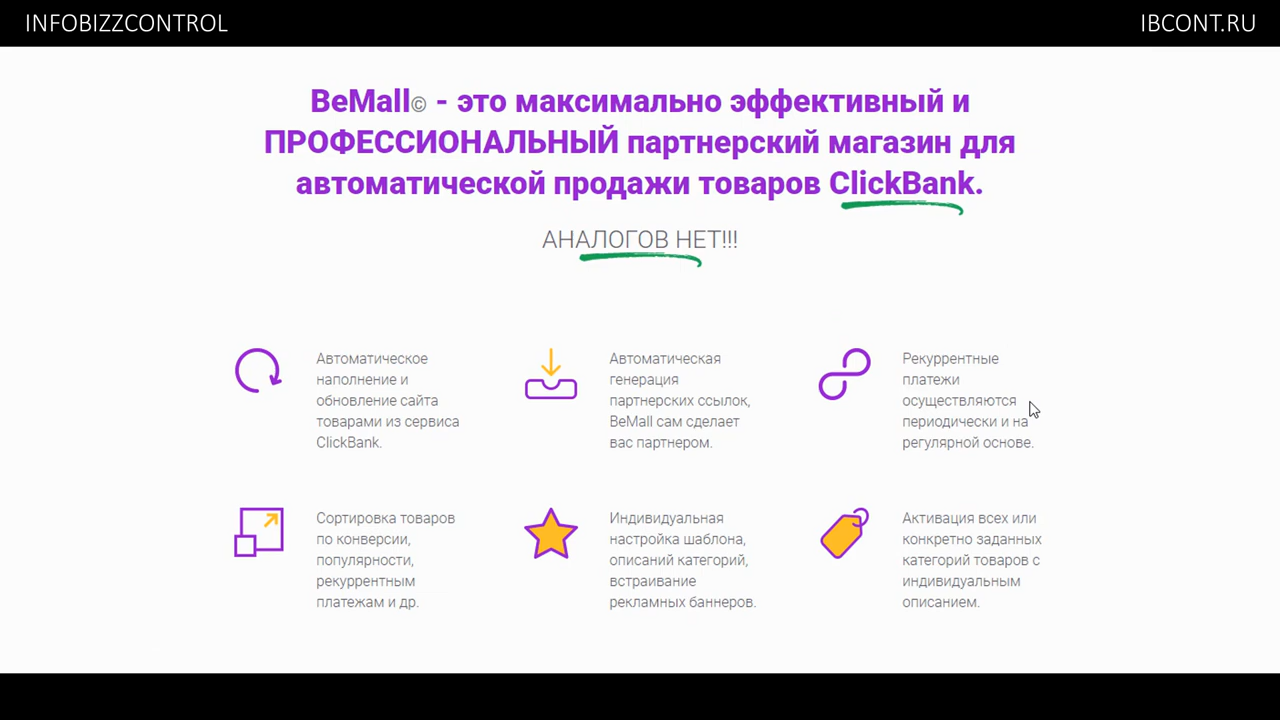 INFOBIZZCONTROL
IBCONT.RU
BeMall© - это максимально эффективный и
ПРОФЕССИОНАЛЬНЫЙ партнерский магазин для
автоматической продажи товаров ClickBank.
АНАЛОГОВ НЕТ!!!
Автоматическое
наполнение и
обновление сайта
товарами из сервиса
ClickBank.
Автоматическая
генерация
партнерских ссылок,
BeMall сам сделает
вас партнером.
Рекуррентные
платежи
осуществляются
периодически и на
регулярной основе.
Сортировка товаров
по конверсии,
популярности,
рекуррентным
платежам и др.
Индивидуальная
настройка шаблона,
описаний категорий,
встраивание
рекламных баннеров.
Активация всех или
конкретно заданных
категорий товаров с
индивидуальным
описанием.